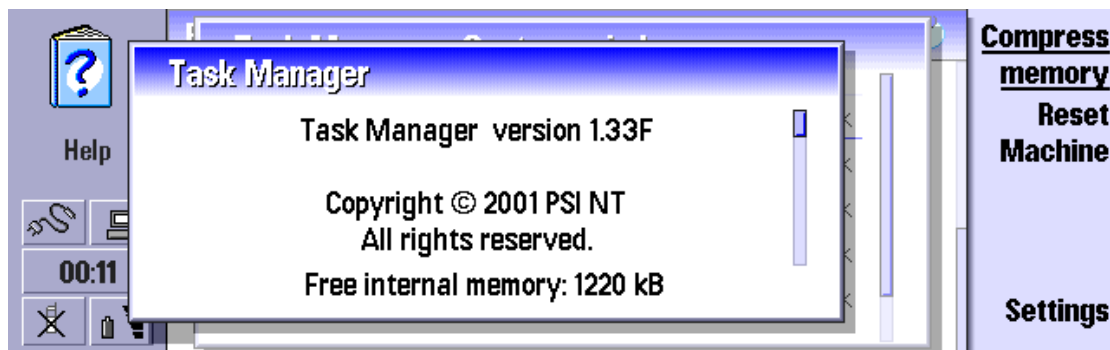 Help
00:11
Task Manager
Task Manager version 1.33F
Copyright © 2001 PSI NT
All rights reserved.
Free internal memory: 1220 kB
Compress
memory
Reset
Machine
Settings